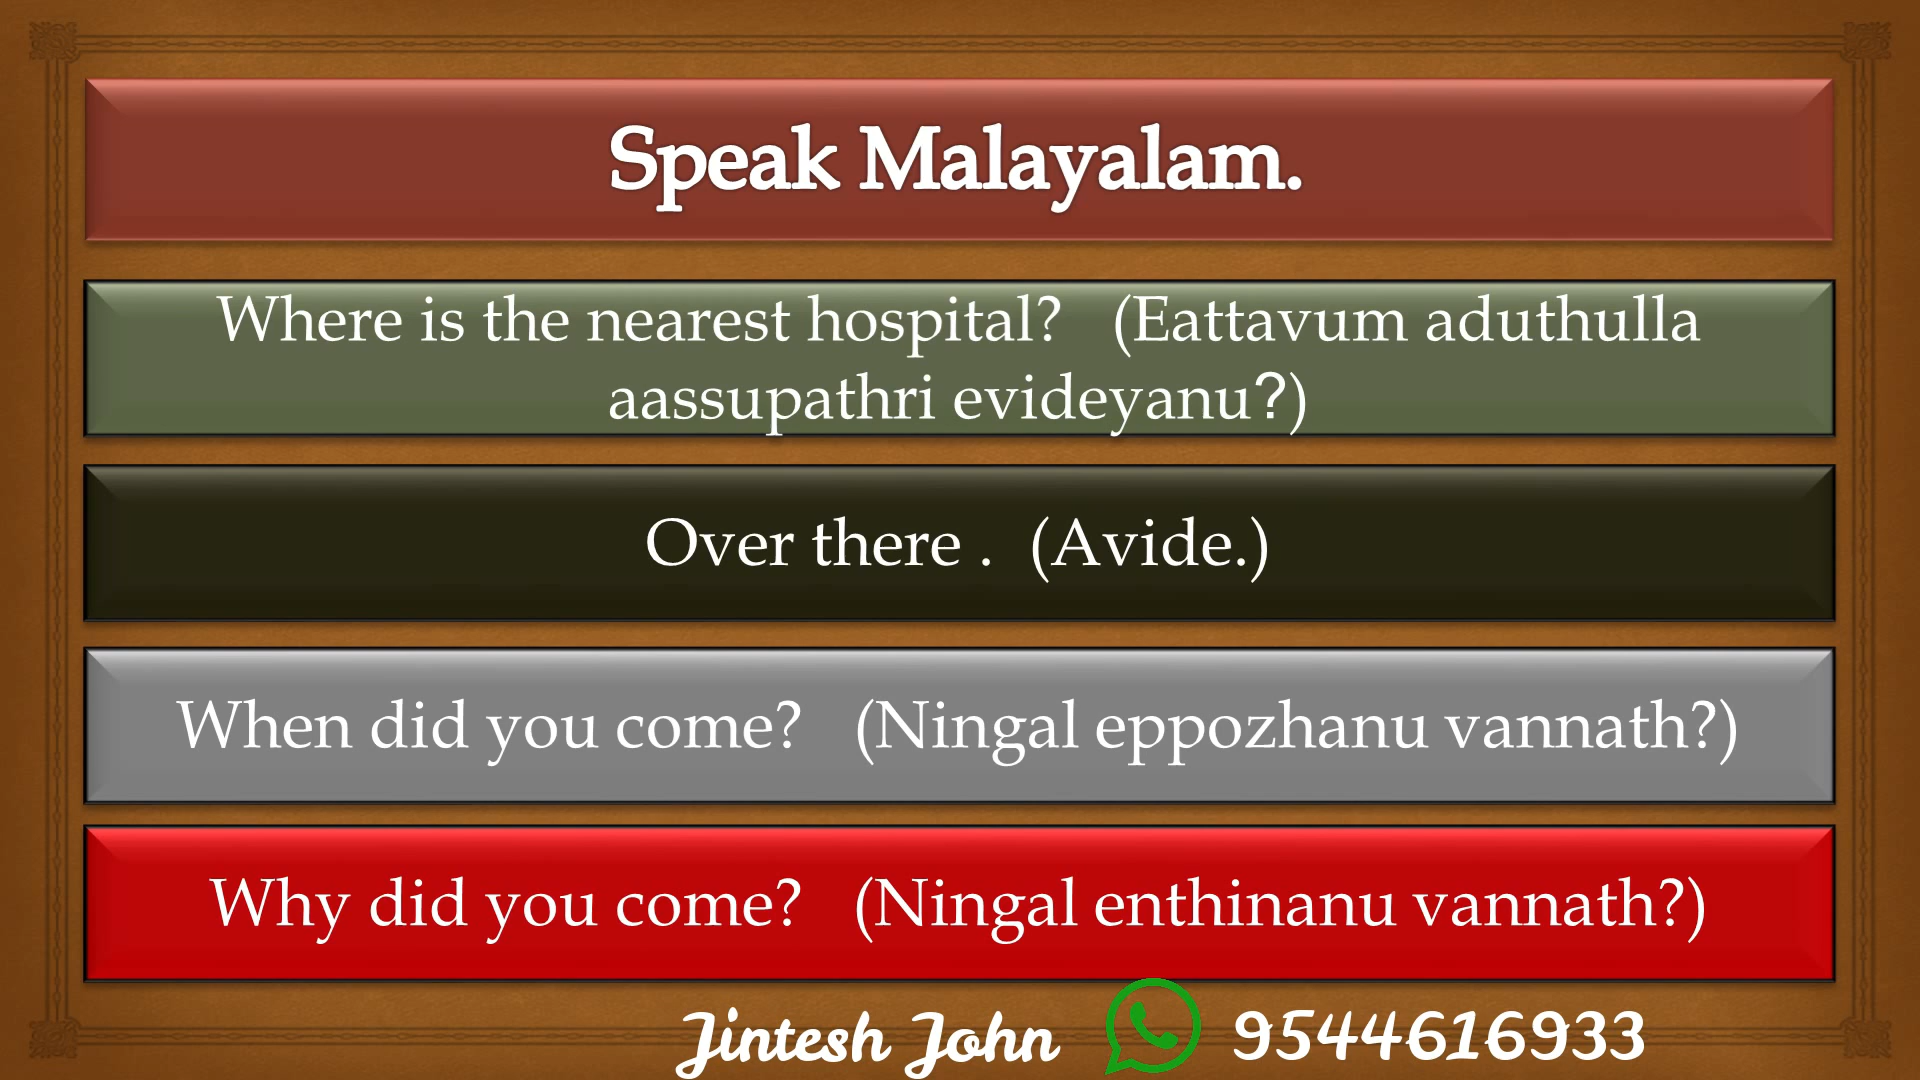 Speak Malayalam.
Where is the nearest hospital? (Eattavum aduthulla
aassupathri evideyanu?)
Over there . (Avide.)
When did you come? (Ningal eppozhanu vannath?)
Why did you come? (Ningal enthinanu vannath?)
Jintesh John 9544616933